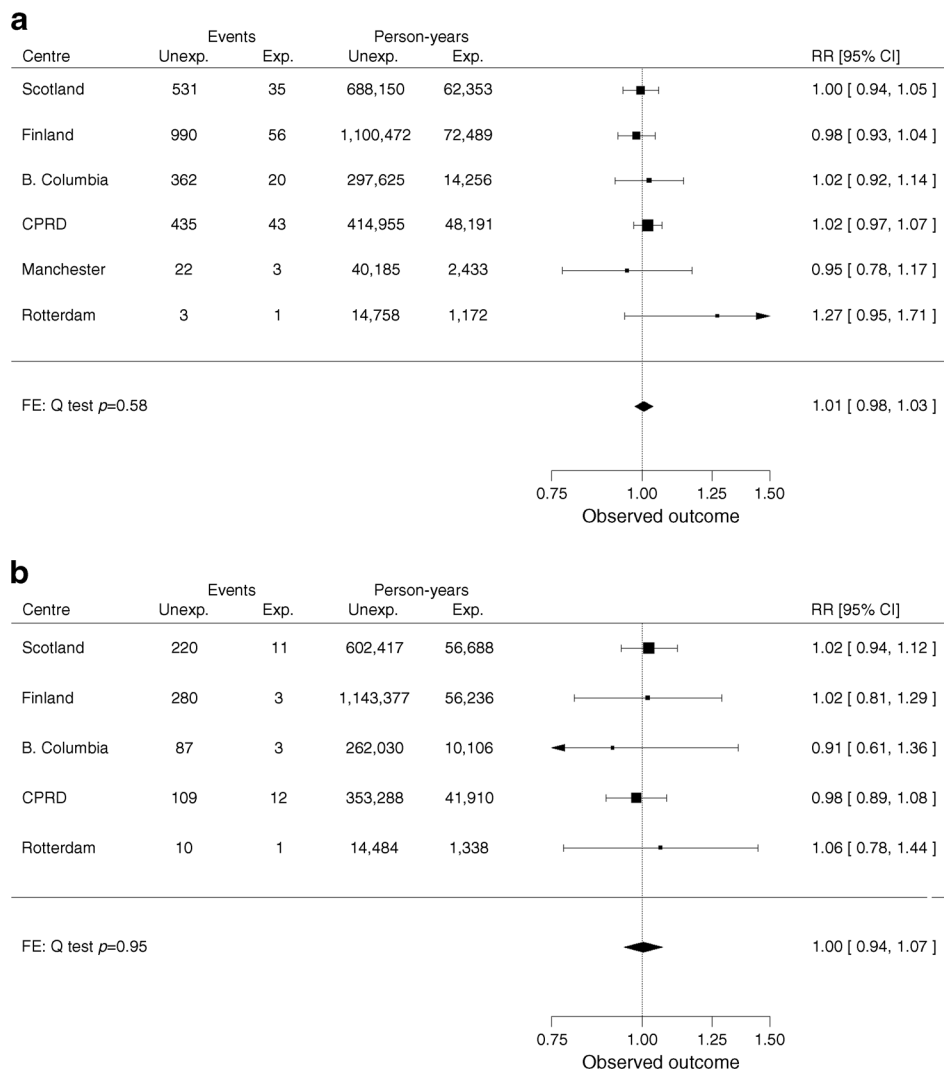 a
Events Person-years
Centre Unexp. Exp. Unexp. Exp. RR [95% CI]
Scotland 531 35 688,150 62,353 1.00 [ 0.94, 1.05 ]
Finland 990 56 1,100,472 72,489 0.98 [ 0.93, 1.04 ]
B. Columbia 362 20 297,625 14,256 1.02 [ 0.92, 1.14 ]
CPRD 435 43 414,955 48,191 1.02 [ 0.97, 1.07 ]
Manchester 22 3 40,185 2,433 0.95 [ 0.78, 1.17 ]
Rotterdam 3 1 14,758 1,172 1.27 [ 0.95, 1.71 ]
FE: Q test p=0.58 1.01 [ 0.98, 1.03 ]
0.75 1.00 1.25 1.50
Observed outcome
b
Events Person-years
Centre Unexp. Exp. Unexp. Exp. RR [95% CI]
Scotland 220 11 602,417 56,688 1.02 [ 0.94, 1.12 ]
Finland 280 3 1,143,377 56,236 1.02 [ 0.81, 1.29 ]
B. Columbia 87 3 262,030 10,106 0.91 [ 0.61, 1.36 ]
CPRD 109 12 353,288 41,910 0.98 [ 0.89, 1.08 ]
Rotterdam 10 1 14,484 1,338 1.06 [ 0.78, 1.44 ]
FE: Q test p=0.95 1.00 [ 0.94, 1.07 ]
0.75 1.00 1.25 1.50
Observed outcome